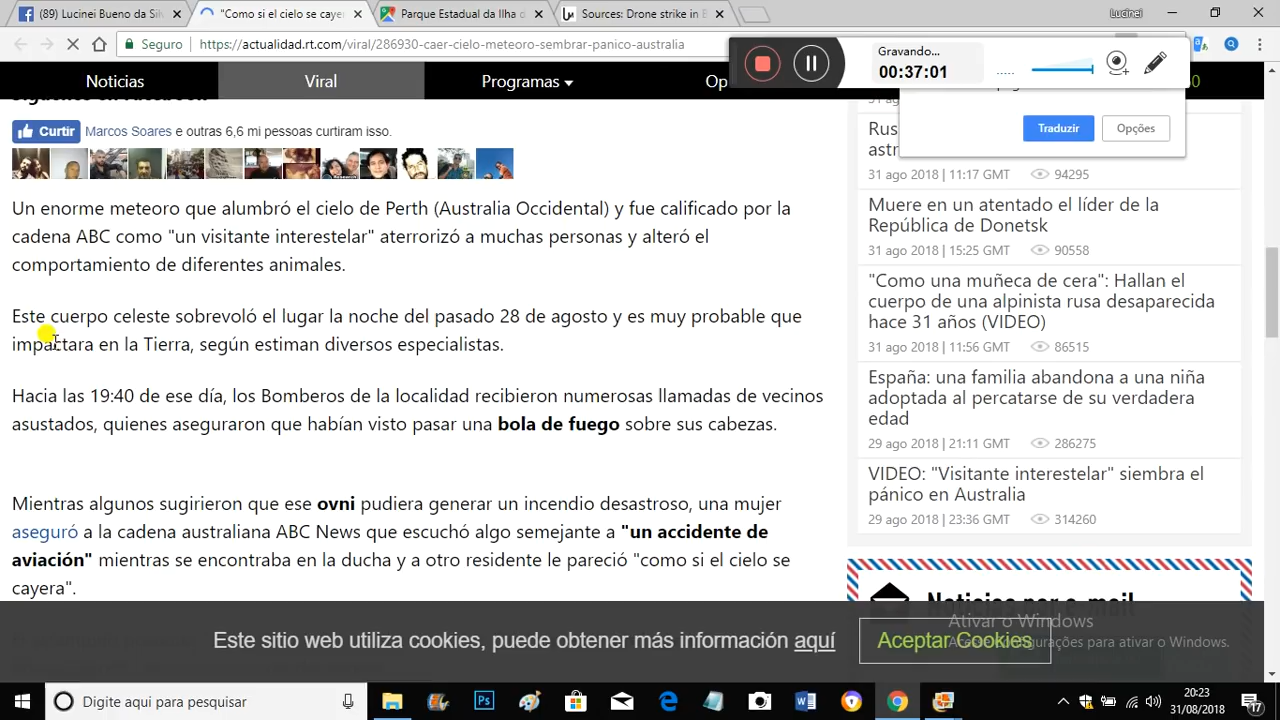 (89) Lucinei Bueno da Silv
"Como si el cielo se cayer
Parque Estadual da Ilha d
Sources: Drone strike in
Lucinei
Seguro
https://actualidad.rt.com/viral/286930-caer-cielo-meteoro-sembrar-panico-australia
Gravando...
00:37:01
Noticias
Viral
Programas
Op
Traduzir
Opções
Curtir
Marcos Soares e outras 6,6 mi pessoas curtiram isso.
Un enorme meteoro que alumbró el cielo de Perth (Australia Occidental) y fue calificado por la
cadena ABC como "un visitante interestelar" aterrorizó a muchas personas y alteró el
comportamiento de diferentes animales.
Este cuerpo celeste sobrevoló el lugar la noche del pasado 28 de agosto y es muy probable que
impactara en la Tierra, según estiman diversos especialistas.
Hacia las 19:40 de ese día, los Bomberos de la localidad recibieron numerosas llamadas de vecinos
asustados, quienes aseguraron que habían visto pasar una bola de fuego sobre sus cabezas.
Mientras algunos sugirieron que ese ovni pudiera generar un incendio desastroso, una mujer
aseguró a la cadena australiana ABC News que escuchó algo semejante a "un accidente de
aviación" mientras se encontraba en la ducha y a otro residente le pareció "como si el cielo se
cayera".
Rus
astr
31 ago 2018 | 11:17 GMT 94295
Muere en un atentado el líder de la
República de Donetsk
31 ago 2018 | 15:25 GMT 90558
"Como una muñeca de cera": Hallan el
cuerpo de una alpinista rusa desaparecida
hace 31 años (VIDEO)
31 ago 2018 | 11:56 GMT 86515
España: una familia abandona a una niña
adoptada al percatarse de su verdadera
edad
29 ago 2018 | 21:11 GMT 286275
VIDEO: "Visitante interestelar" siembra el
pánico en Australia
29 ago 2018 | 23:36 GMT 314260
Noticias por e-mail
Ativar o Windows
Acesse Configurações para ativar o Windows.
Este sitio web utiliza cookies, puede obtener más información aquí
Aceptar Cookies
Digite aqui para pesquisar
20:23
31/08/2018
17